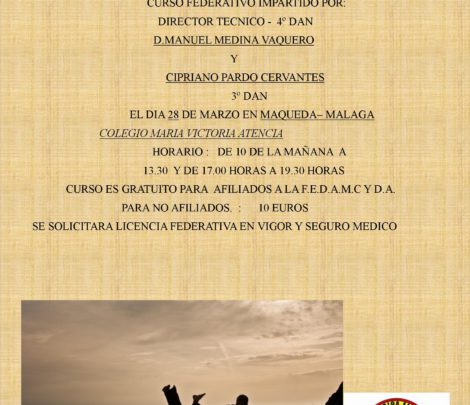 CURSO FEDERATIVO IMPARTIDO POR:
DIRECTOR TECNICO - 4º DAN
D.MANUEL MEDINA VAQUERO
Y
CIPRIANO PARDO CERVANTES
3º DAN
EL DIA 28 DE MARZO EN MAQUEDA– MALAGA
COLEGIO MARIA VICTORIA ATENCIA
HORARIO : DE 10 DE LA MAÑANA A
13.30 Y DE 17.00 HORAS A 19.30 HORAS
CURSO ES GRATUITO PARA AFILIADOS A LA F.E.D.A.M.C Y D.A.
PARA NO AFILIADOS. : 10 EUROS
SE SOLICITARA LICENCIA FEDERATIVA EN VIGOR Y SEGURO MEDICO